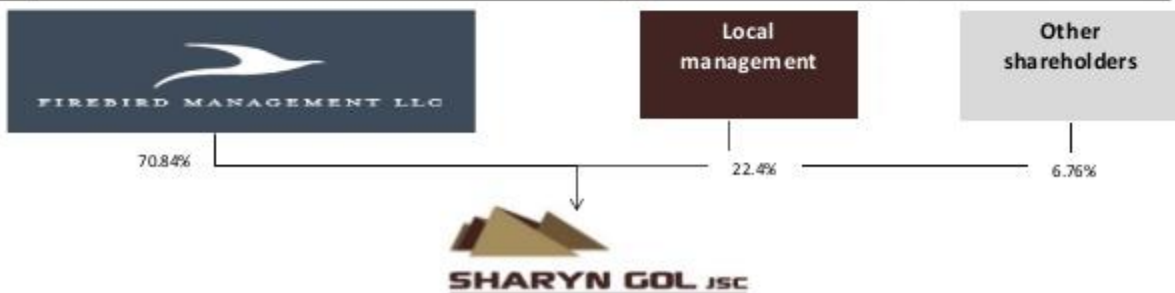 FIREBIRD MANAGEMENT LLC
Local
management
Other
shareholders
70.84%
22.4%
6.76%
SHARYN GOL JSC